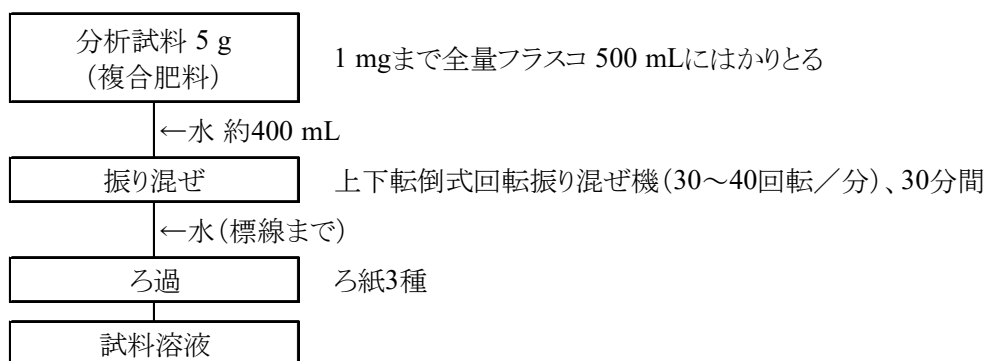 分析試料 5 g
(複合肥料)
1 mgまで全量フラスコ 500 mLにはかりとる
←水 約400 mL
振り混ぜ
上下転倒式回転振り混ぜ機(30~40回転/分)、30分間
←水(標線まで)
ろ過
ろ紙3種
試料溶液